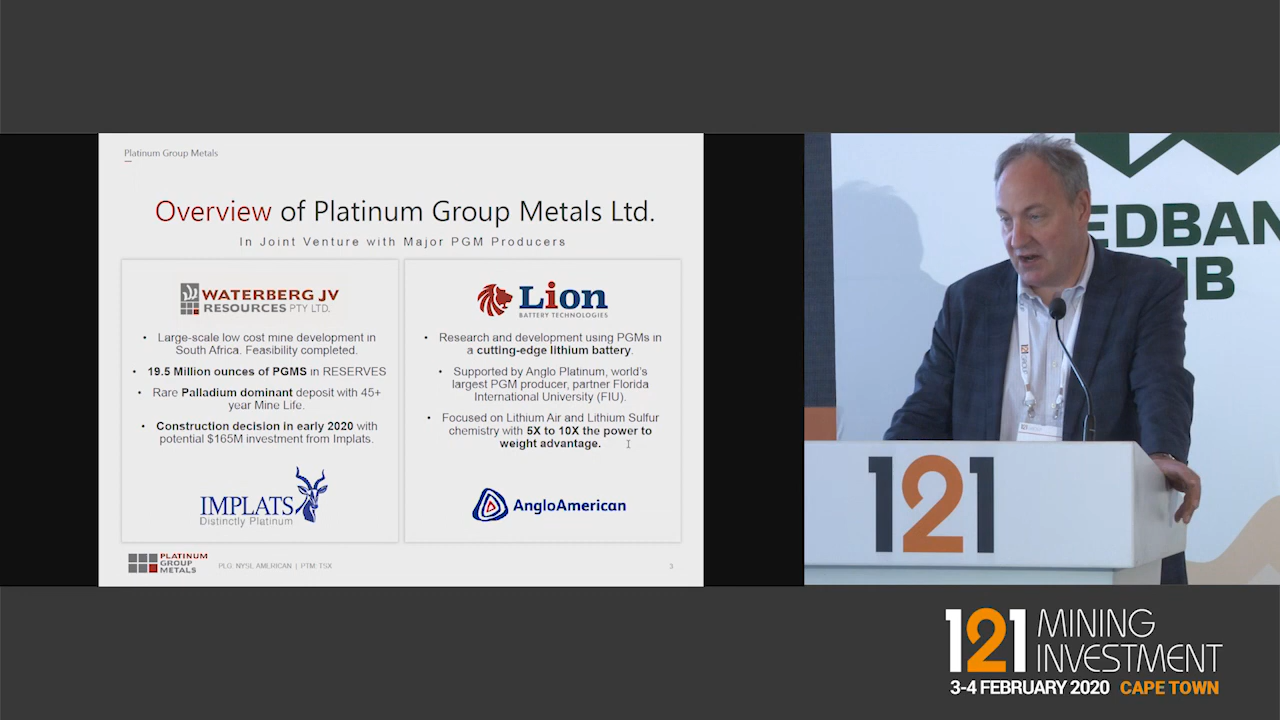 Platinum Group Metals
Overview of Platinum Group Metals Ltd.
In Joint Venture with Major PGM Producers
WATERBERG JV
RESOURCES PTY LTD.
• Large-scale low cost mine development in
South Africa. Feasibility completed.
• 19.5 Million ounces of PGMS in RESERVES
• Rare Palladium dominant deposit with 45+
year Mine Life.
• Construction decision in early 2020 with
potential $165M investment from Implats.
IMPLATS
Distinctly Platinum
Lion
BATTERY TECHNOLOGIES
• Research and development using PGMs in
a cutting-edge lithium battery.
• Supported by Anglo Platinum, world's
largest PGM producer, partner Florida
International University (FIU).
• Focused on Lithium Air and Lithium Sulfur
chemistry with 5X to 10X the power to
weight advantage.
AngloAmerican
PLATINUM
GROUP
METALS
PLG: NYSE AMERICAN | PTM: TSX
3
EDBAN
IB
121
121 MINING
INVESTMENT
3-4 FEBRUARY 2020 CAPE TOWN